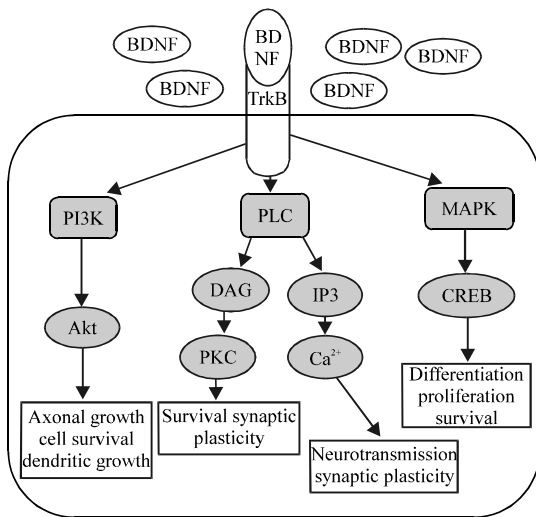 BDNF
BD
NF
BDNF
BDNF
BDNF
BDNF
TrkB
PI3K
PLC
MAPK
DAG
IP3
CREB
Akt
PKC
Ca²⁺
Axonal growth
cell survival
dendritic growth
Survival synaptic
plasticity
Neurotransmission
synaptic plasticity
Differentiation
proliferation
survival